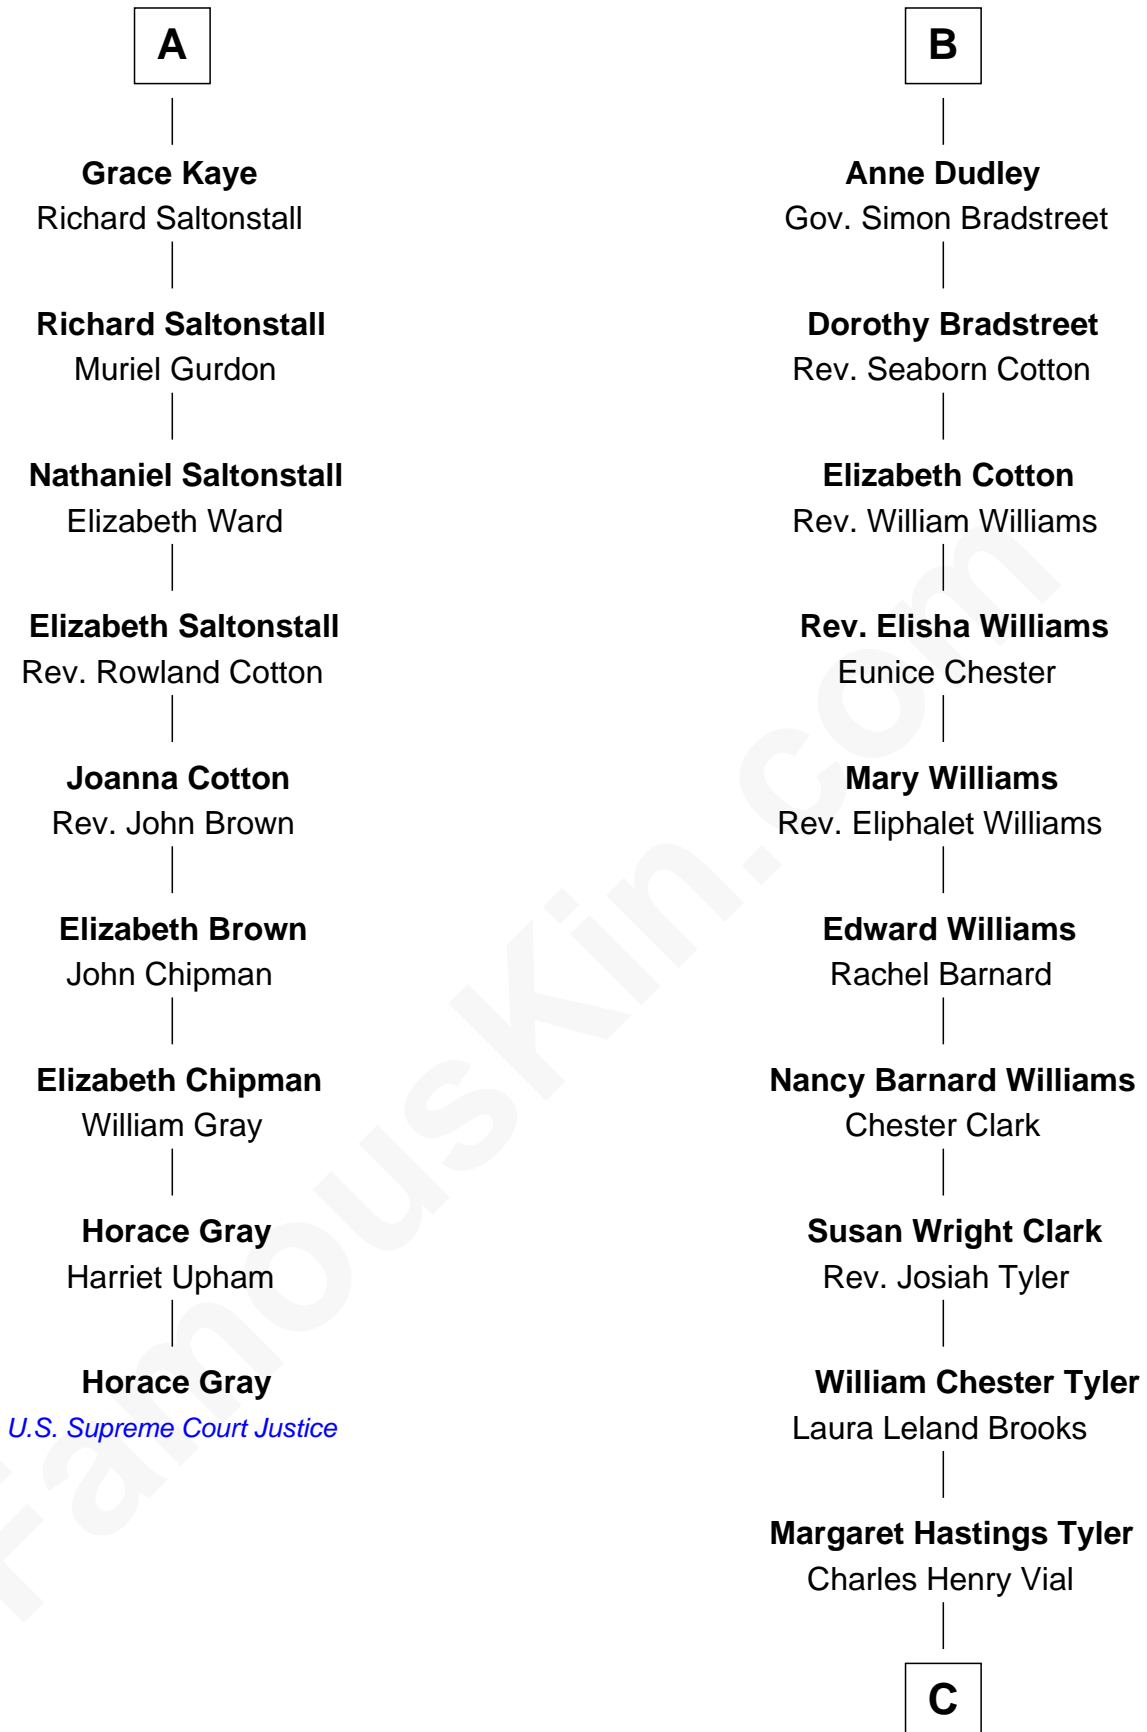 A
Grace Kaye
Richard Saltonstall
Richard Saltonstall
Muriel Gurdon
Nathaniel Saltonstall
Elizabeth Ward
Elizabeth Saltonstall
Rev. Rowland Cotton
Joanna Cotton
Rev. John Brown
Elizabeth Brown
John Chipman
Elizabeth Chipman
William Gray
Horace Gray
Harriet Upham
Horace Gray
U.S. Supreme Court Justice
B
Anne Dudley
Gov. Simon Bradstreet
Dorothy Bradstreet
Rev. Seaborn Cotton
Elizabeth Cotton
Rev. William Williams
Rev. Elisha Williams
Eunice Chester
Mary Williams
Rev. Eliphalet Williams
Edward Williams
Rachel Barnard
Nancy Barnard Williams
Chester Clark
Susan Wright Clark
Rev. Josiah Tyler
William Chester Tyler
Laura Leland Brooks
Margaret Hastings Tyler
Charles Henry Vial
C
FamousKin.com